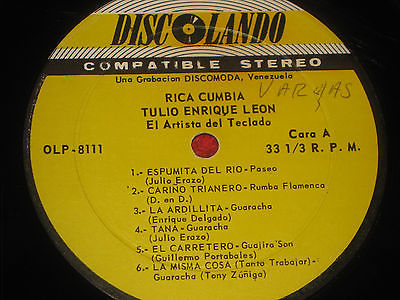 DISCOLANDO
COMPATIBLE STEREO
Una Grabacion DISCOMODA, Venezuela
VARGAS
RICA CUMBIA
TULIO ENRIQUE LEON
El Artista del Teclado
Cara A
OLP-8111
33 1/3 R. P. M.
1.- ESPUMITA DEL RIO - Paseo
(Julio Erazo)
2.- CARIÑO TRIANERO - Rumba Flamenca
(D. en D.)
3.- LA ARDILLITA - Guaracha
(Enrique Delgado)
4.- TANA - Guaracha
(Julio Erazo)
5.- EL CARRETERO - Guajira Son
(Guillermo Portabales)
6.- LA MISMA COSA (Tanto Trabajar) -
Guaracha (Tony Zúñiga)